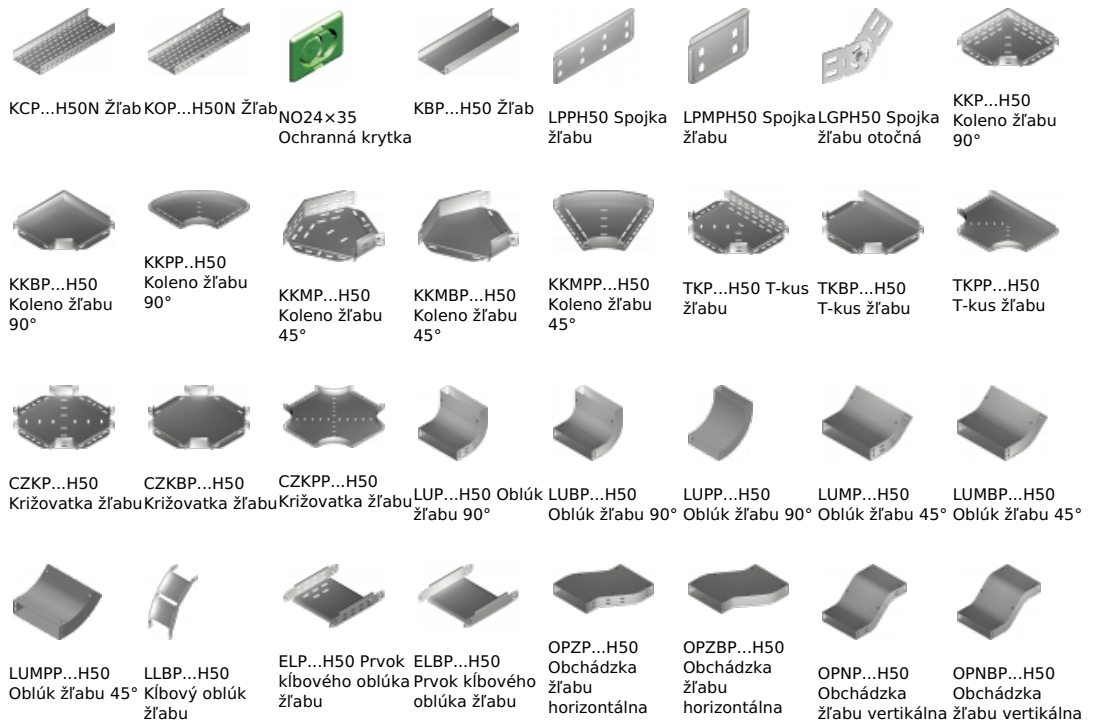 KCP...H50N Žľab
KOP...H50N Žľab
NO24×35
Ochranná krytka
KBP...H50 Žľab
LPPH50 Spojka
žľabu
LPMPH50 Spojka
žľabu
LGPH50 Spojka
žľabu otočná
KKP...H50
Koleno žľabu
90°
KKBP...H50
Koleno žľabu
90°
KKPP..H50
Koleno žľabu
90°
KKMP...H50
Koleno žľabu
45°
KKMBP...H50
Koleno žľabu
45°
KKMPP...H50
Koleno žľabu
45°
TKP...H50 T-kus
žľabu
TKBP...H50
T-kus žľabu
TKPP...H50
T-kus žľabu
CZKP...H50
Križovatka žľabu
CZKBP...H50
Križovatka žľabu
CZKPP...H50
Križovatka žľabu
LUP...H50 Oblúk
žľabu 90°
LUBP...H50
Oblúk žľabu 90°
LUPP...H50
Oblúk žľabu 90°
LUMP...H50
Oblúk žľabu 45°
LUMBP...H50
Oblúk žľabu 45°
LUMPP...H50
Oblúk žľabu 45°
LLBP...H50
Kĺbový oblúk
žľabu
ELP...H50 Prvok
kĺbového oblúka
žľabu
ELBP...H50
Prvok kĺbového
oblúka žľabu
OPZP...H50
Obchádzka
žľabu
horizontálna
OPZBP...H50
Obchádzka
žľabu
horizontálna
OPNP...H50
Obchádzka
žľabu vertikálna
OPNBP...H50
Obchádzka
žľabu vertikálna